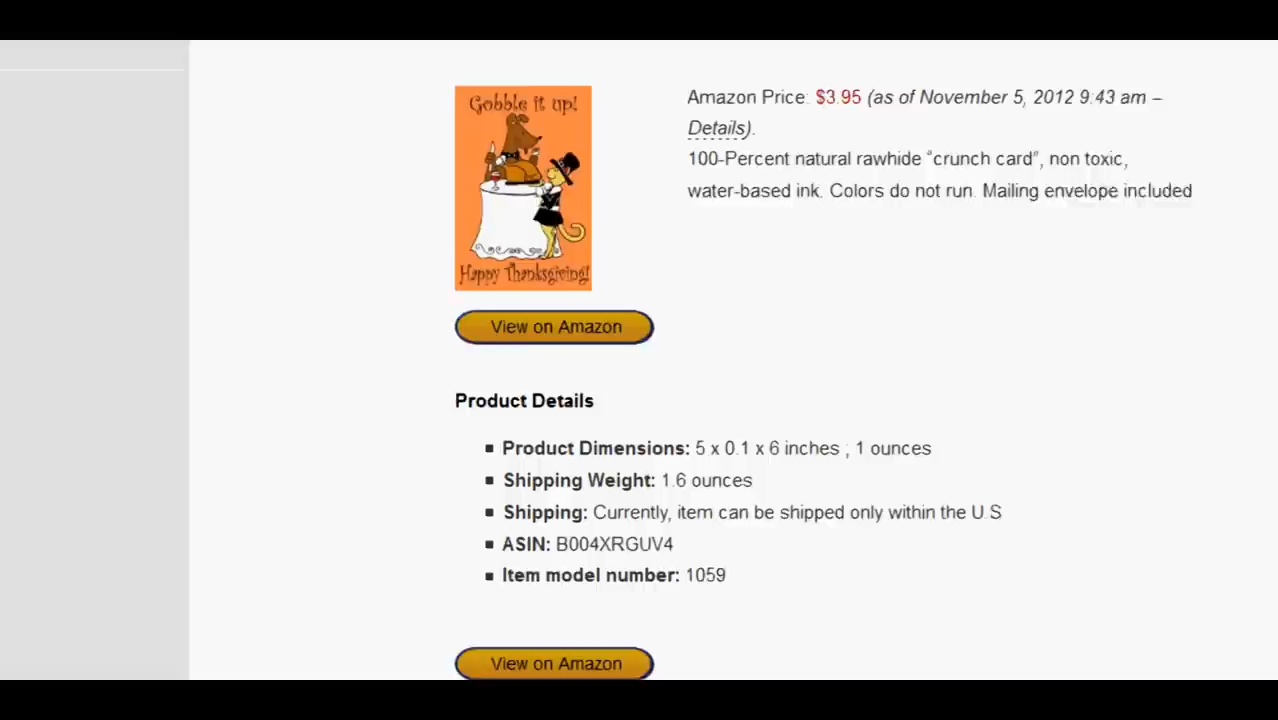 Gobble it up!
Happy Thanksgiving!
Amazon Price: $3.95 (as of November 5, 2012 9:43 am –
Details).
100-Percent natural rawhide “crunch card”, non toxic,
water-based ink. Colors do not run. Mailing envelope included
View on Amazon
Product Details
Product Dimensions: 5 x 0.1 x 6 inches ; 1 ounces
Shipping Weight: 1.6 ounces
Shipping: Currently, item can be shipped only within the U.S
ASIN: B004XRGUV4
Item model number: 1059
View on Amazon